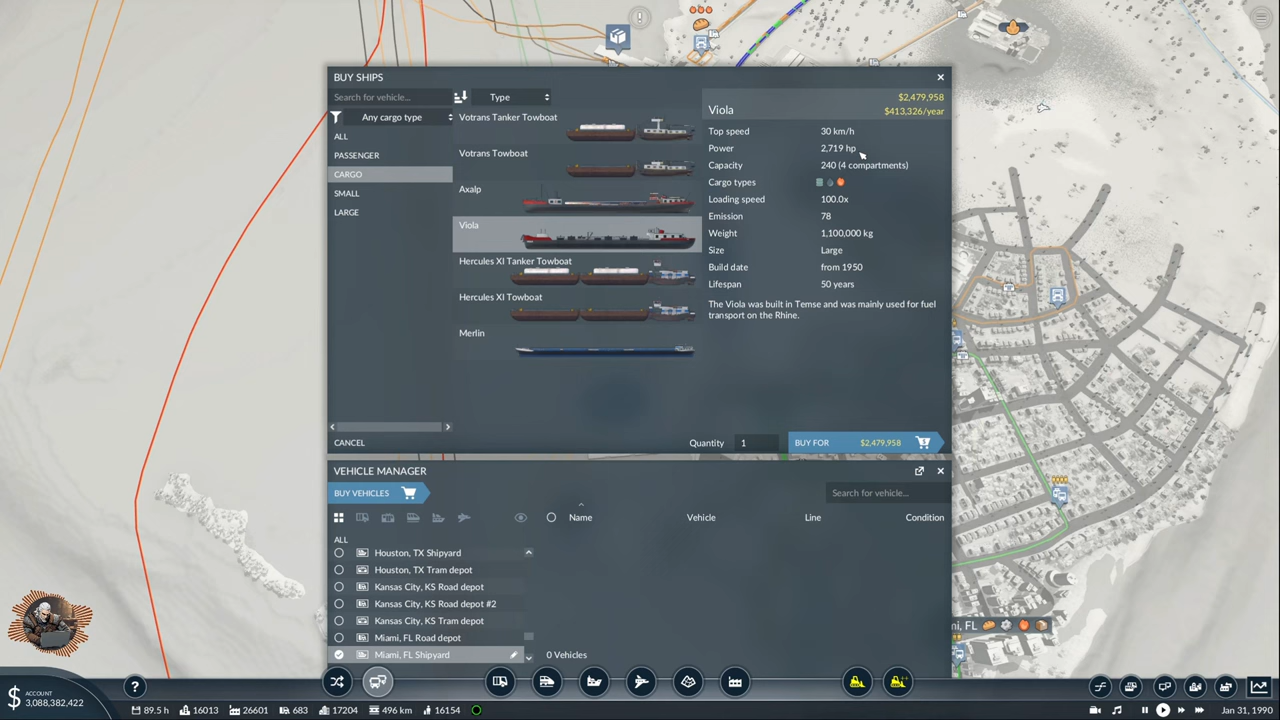 BUY SHIPS
Search for vehicle...
Type
Any cargo type
ALL
PASSENGER
CARGO
SMALL
LARGE
Votrans Tanker Towboat
Votrans Towboat
Axalp
Viola
Hercules XI Tanker Towboat
Hercules XI Towboat
Merlin
$2,479,958
Viola
$413,326/year
Top speed 30 km/h
Power 2,719 hp
Capacity 240 (4 compartments)
Cargo types
Loading speed 100.0x
Emission 78
Weight 1,100,000 kg
Size Large
Build date from 1950
Lifespan 50 years
The Viola was built in Temse and was mainly used for fuel
transport on the Rhine.
CANCEL
Quantity 1
BUY FOR $2,479,958
VEHICLE MANAGER
BUY VEHICLES
Search for vehicle...
Name Vehicle Line Condition
ALL
Houston, TX Shipyard
Houston, TX Tram depot
Kansas City, KS Road depot
Kansas City, KS Road depot #2
Kansas City, KS Tram depot
Miami, FL Road depot
Miami, FL Shipyard
0 Vehicles
ni, FL
$ ACCOUNT
3,088,382,422
?
89.5 h 16013 26601 683 17204 496 km 16154
Jan 31, 1990